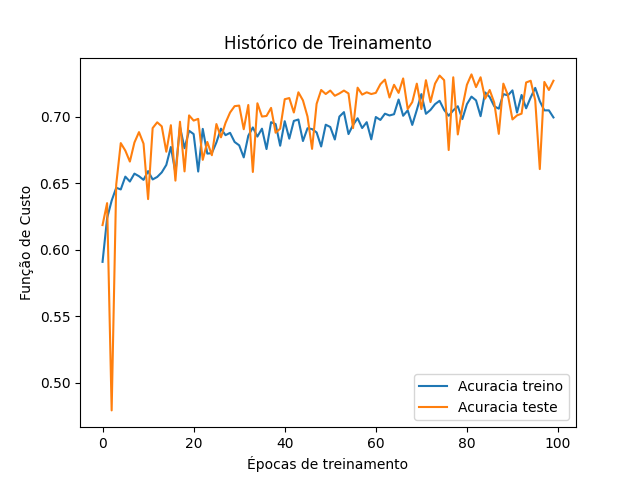 Histórico de Treinamento
Função de Custo
0.70
0.65
0.60
0.55
0.50
Acuracia treino
Acuracia teste
0 20 40 60 80 100
Épocas de treinamento